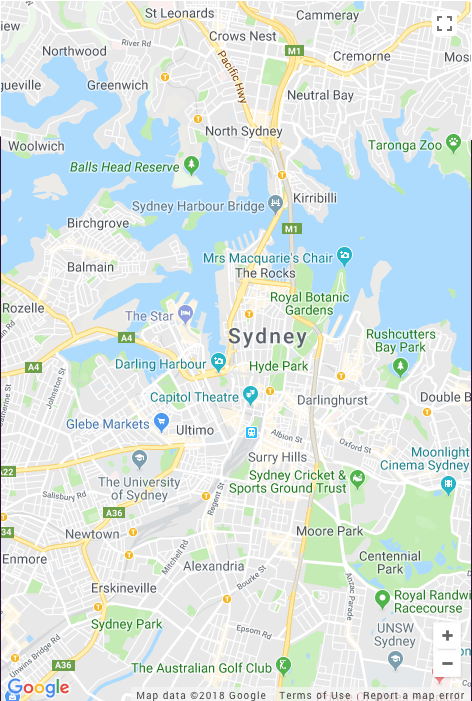 St Leonards
Cammeray
view
Crows Nest
River Rd
M1
Northwood
Cremorne
Mos
Pacific Hwy
gueville
Greenwich
Neutral Bay
North Sydney
Woolwich
Taronga Zoo
Balls Head Reserve
Kirribilli
Sydney Harbour Bridge
Birchgrove
M1
Mrs Macquarie's Chair
Balmain
The Rocks
Royal Botanic
Gardens
Rozelle
The Star
Sydney
A4
Rushcutters
Bay Park
Darling Harbour
Hyde Park
A4
Johnston St
Catherine St
Capitol Theatre
Darlinghurst
Double B
Glebe Markets
Ultimo
Albion St
Oxford St
Moonlight
Cinema Sydney
Surry Hills
A22
The University
of Sydney
Sydney Cricket &
Sports Ground Trust
Salisbury Rd
Regent St
A36
Newtown
Moore Park
Mitchell Rd
Centennial
Park
Enmore
Alexandria
Bourke St
Erskineville
Anzac Parade
Royal Randwi
Racecourse
Sydney Park
Epsom Rd
UNSW
Sydney
+
Unwins Bridge Rd
A36
The Australian Golf Club
−
Google
Map data ©2018 Google
Terms of Use
Report a map error